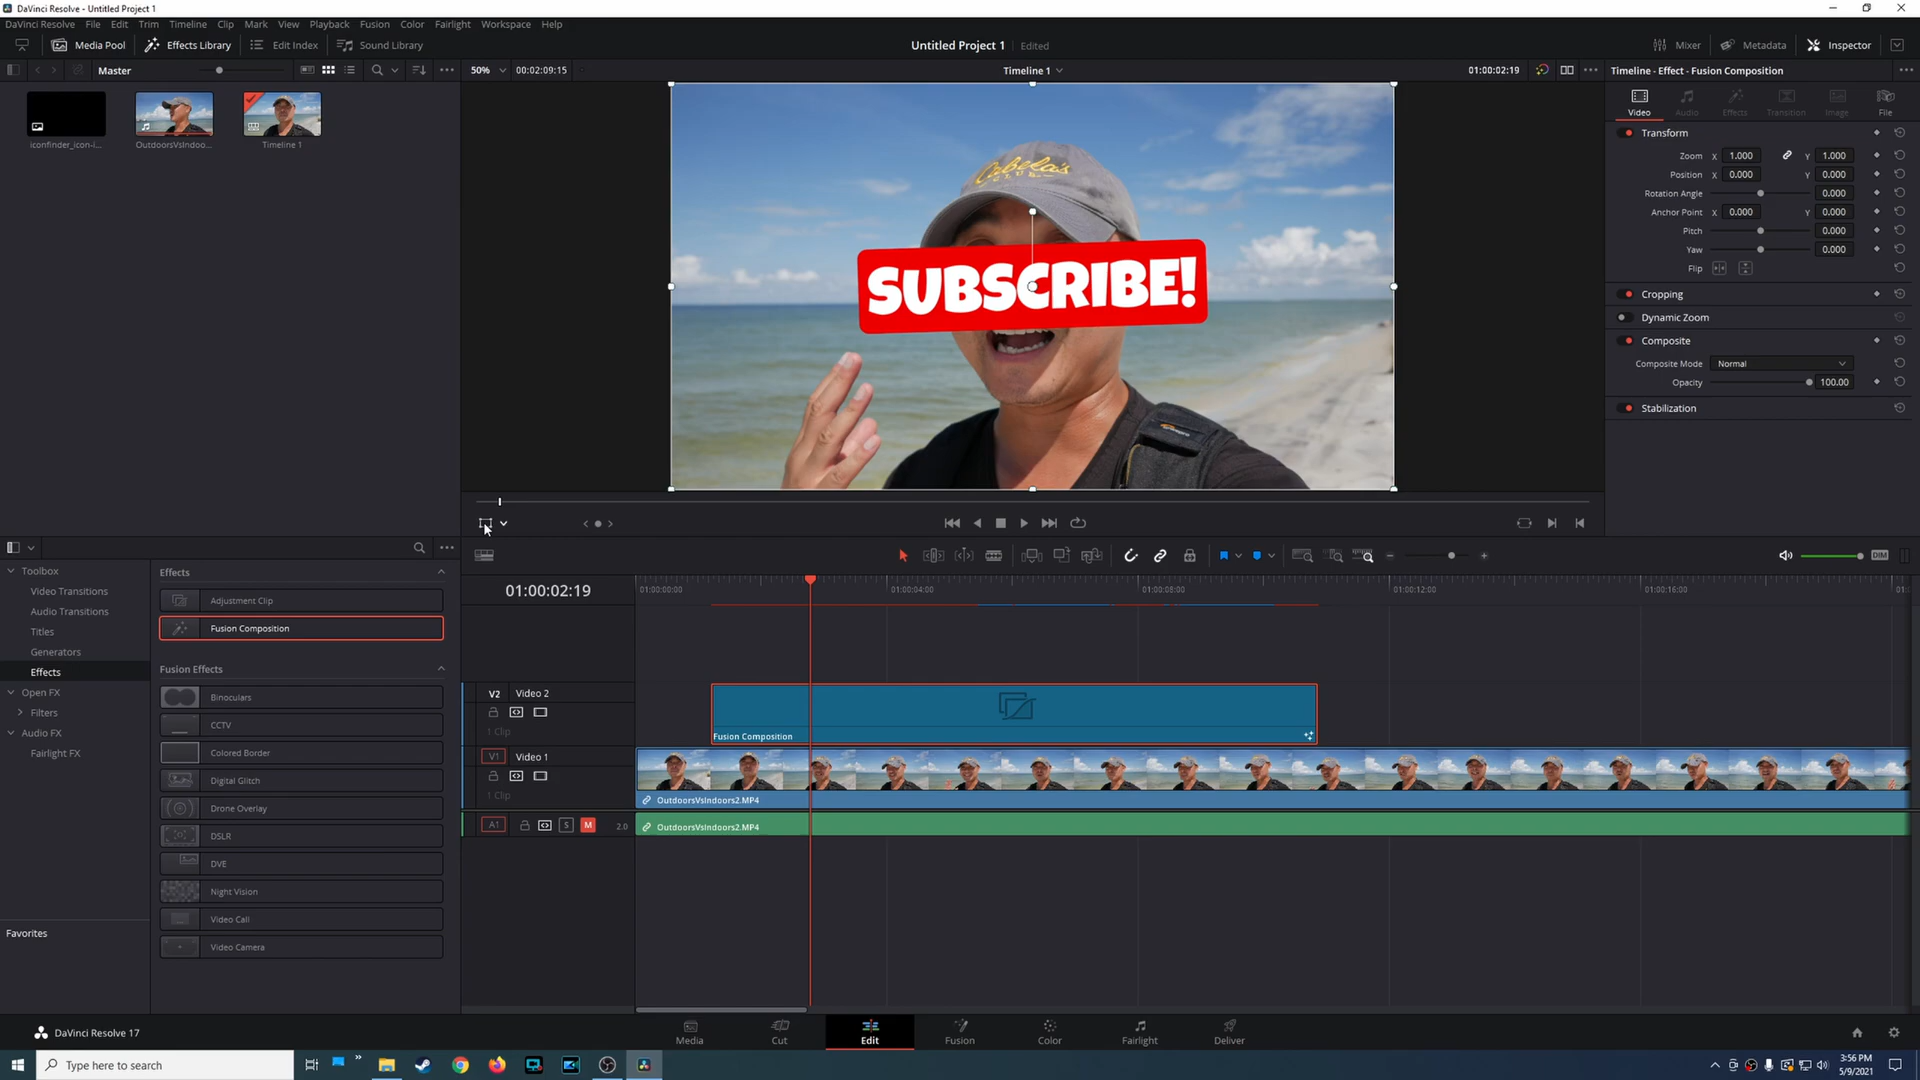 DaVinci Resolve - Untitled Project 1
DaVinci Resolve File Edit Trim Timeline Clip Mark View Playback Fusion Color Fairlight Workspace Help
Media Pool Effects Library Edit Index Sound Library Untitled Project 1 Edited Mixer Metadata Inspector
Master 50% 00:02:09:15 Timeline 1 01:00:02:19 Timeline - Effect - Fusion Composition
Video Audio Effects Transition Image File
iconfinder_icon-i... OutdoorsVsIndoo... Timeline 1
Cabela's
CLUB
SUBSCRIBE!
Transform
Zoom X 1.000 Y 1.000
Position X 0.000 Y 0.000
Rotation Angle 0.000
Anchor Point X 0.000 Y 0.000
Pitch 0.000
Yaw 0.000
Flip
Cropping
Dynamic Zoom
Composite
Composite Mode Normal
Opacity 100.00
Stabilization
Toolbox
Video Transitions
Audio Transitions
Titles
Generators
Effects
Open FX
Filters
Audio FX
Fairlight FX
Favorites
Effects
Adjustment Clip
Fusion Composition
Fusion Effects
Binoculars
CCTV
Colored Border
Digital Glitch
Drone Overlay
DSLR
DVE
Night Vision
Video Call
Video Camera
DIM
01:00:02:19 01:00:00:00 01:00:04:00 01:00:08:00 01:00:12:00 01:00:16:00
V2 Video 2
1 Clip
Fusion Composition
V1 Video 1
1 Clip
OutdoorsVsIndoors2.MP4
A1 S M 2.0 OutdoorsVsIndoors2.MP4
DaVinci Resolve 17
Media Cut Edit Fusion Color Fairlight Deliver
Type here to search
3:56 PM
5/9/2021